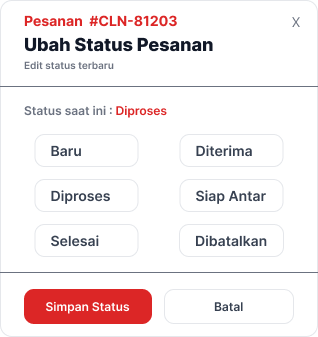 Pesanan #CLN-81203
X
Ubah Status Pesanan
Edit status terbaru
Status saat ini : Diproses
Baru
Diterima
Diproses
Siap Antar
Selesai
Dibatalkan
Simpan Status
Batal